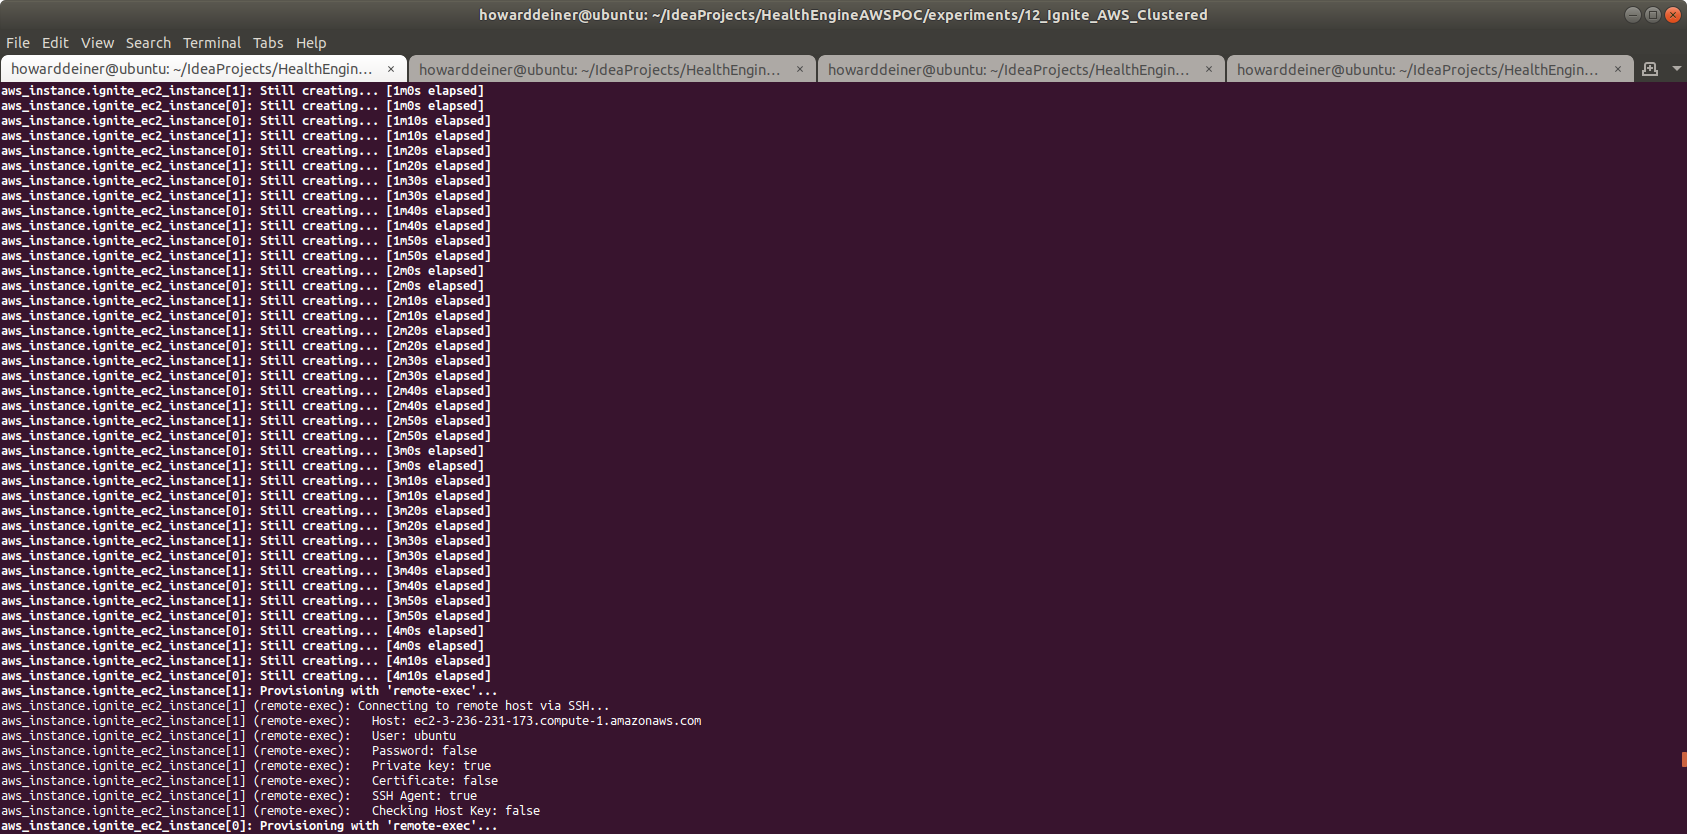 howarddeiner@ubuntu: ~/IdeaProjects/HealthEngineAWSPOC/experiments/12_Ignite_AWS_Clustered
File Edit View Search Terminal Tabs Help
howarddeiner@ubuntu: ~/IdeaProjects/HealthEngin... × howarddeiner@ubuntu: ~/IdeaProjects/HealthEngin... × howarddeiner@ubuntu: ~/IdeaProjects/HealthEngin... × howarddeiner@ubuntu: ~/IdeaProjects/HealthEngin... ×
aws_instance.ignite_ec2_instance[1]: Still creating... [1m0s elapsed]
aws_instance.ignite_ec2_instance[0]: Still creating... [1m0s elapsed]
aws_instance.ignite_ec2_instance[0]: Still creating... [1m10s elapsed]
aws_instance.ignite_ec2_instance[1]: Still creating... [1m10s elapsed]
aws_instance.ignite_ec2_instance[0]: Still creating... [1m20s elapsed]
aws_instance.ignite_ec2_instance[1]: Still creating... [1m20s elapsed]
aws_instance.ignite_ec2_instance[0]: Still creating... [1m30s elapsed]
aws_instance.ignite_ec2_instance[1]: Still creating... [1m30s elapsed]
aws_instance.ignite_ec2_instance[0]: Still creating... [1m40s elapsed]
aws_instance.ignite_ec2_instance[1]: Still creating... [1m40s elapsed]
aws_instance.ignite_ec2_instance[0]: Still creating... [1m50s elapsed]
aws_instance.ignite_ec2_instance[1]: Still creating... [1m50s elapsed]
aws_instance.ignite_ec2_instance[1]: Still creating... [2m0s elapsed]
aws_instance.ignite_ec2_instance[0]: Still creating... [2m0s elapsed]
aws_instance.ignite_ec2_instance[1]: Still creating... [2m10s elapsed]
aws_instance.ignite_ec2_instance[0]: Still creating... [2m10s elapsed]
aws_instance.ignite_ec2_instance[1]: Still creating... [2m20s elapsed]
aws_instance.ignite_ec2_instance[0]: Still creating... [2m20s elapsed]
aws_instance.ignite_ec2_instance[1]: Still creating... [2m30s elapsed]
aws_instance.ignite_ec2_instance[0]: Still creating... [2m30s elapsed]
aws_instance.ignite_ec2_instance[0]: Still creating... [2m40s elapsed]
aws_instance.ignite_ec2_instance[1]: Still creating... [2m40s elapsed]
aws_instance.ignite_ec2_instance[1]: Still creating... [2m50s elapsed]
aws_instance.ignite_ec2_instance[0]: Still creating... [2m50s elapsed]
aws_instance.ignite_ec2_instance[0]: Still creating... [3m0s elapsed]
aws_instance.ignite_ec2_instance[1]: Still creating... [3m0s elapsed]
aws_instance.ignite_ec2_instance[1]: Still creating... [3m10s elapsed]
aws_instance.ignite_ec2_instance[0]: Still creating... [3m10s elapsed]
aws_instance.ignite_ec2_instance[0]: Still creating... [3m20s elapsed]
aws_instance.ignite_ec2_instance[1]: Still creating... [3m20s elapsed]
aws_instance.ignite_ec2_instance[1]: Still creating... [3m30s elapsed]
aws_instance.ignite_ec2_instance[0]: Still creating... [3m30s elapsed]
aws_instance.ignite_ec2_instance[1]: Still creating... [3m40s elapsed]
aws_instance.ignite_ec2_instance[0]: Still creating... [3m40s elapsed]
aws_instance.ignite_ec2_instance[1]: Still creating... [3m50s elapsed]
aws_instance.ignite_ec2_instance[0]: Still creating... [3m50s elapsed]
aws_instance.ignite_ec2_instance[0]: Still creating... [4m0s elapsed]
aws_instance.ignite_ec2_instance[1]: Still creating... [4m0s elapsed]
aws_instance.ignite_ec2_instance[1]: Still creating... [4m10s elapsed]
aws_instance.ignite_ec2_instance[0]: Still creating... [4m10s elapsed]
aws_instance.ignite_ec2_instance[1]: Provisioning with 'remote-exec'...
aws_instance.ignite_ec2_instance[1] (remote-exec): Connecting to remote host via SSH...
aws_instance.ignite_ec2_instance[1] (remote-exec):   Host: ec2-3-236-231-173.compute-1.amazonaws.com
aws_instance.ignite_ec2_instance[1] (remote-exec):   User: ubuntu
aws_instance.ignite_ec2_instance[1] (remote-exec):   Password: false
aws_instance.ignite_ec2_instance[1] (remote-exec):   Private key: true
aws_instance.ignite_ec2_instance[1] (remote-exec):   Certificate: false
aws_instance.ignite_ec2_instance[1] (remote-exec):   SSH Agent: true
aws_instance.ignite_ec2_instance[1] (remote-exec):   Checking Host Key: false
aws_instance.ignite_ec2_instance[0]: Provisioning with 'remote-exec'...